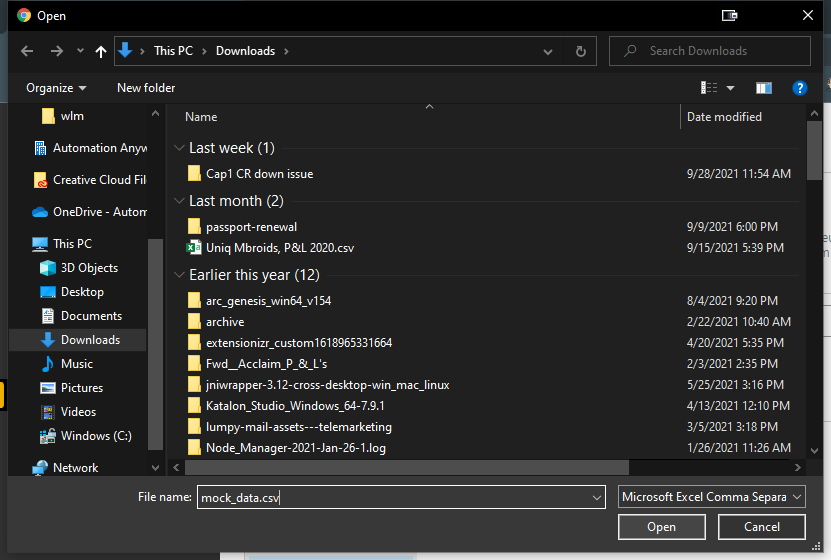 Open
This PC > Downloads >
Search Downloads
Organize
New folder
?
Name
Date modified
wlm
Automation Anyw
Creative Cloud Fil
OneDrive - Autom
This PC
3D Objects
Desktop
Documents
Downloads
Music
Pictures
Videos
Windows (C:)
Network
Last week (1)
Cap1 CR down issue 9/28/2021 11:54 AM
Last month (2)
passport-renewal 9/9/2021 6:00 PM
Uniq Mbroids, P&L 2020.csv 9/15/2021 5:39 PM
Earlier this year (12)
arc_genesis_win64_v154 8/4/2021 9:20 PM
archive 2/22/2021 10:40 AM
extensionizr_custom1618965331664 4/20/2021 5:35 PM
Fwd__Acclaim_P_&_L's 2/3/2021 2:35 PM
jniwrapper-3.12-cross-desktop-win_mac_linux 5/25/2021 3:16 PM
Katalon_Studio_Windows_64-7.9.1 4/13/2021 12:10 PM
lumpy-mail-assets---telemarketing 3/5/2021 3:18 PM
Node_Manager-2021-Jan-26-1.log 1/26/2021 11:26 AM
File name: mock_data.csv
Microsoft Excel Comma Separa
Open
Cancel